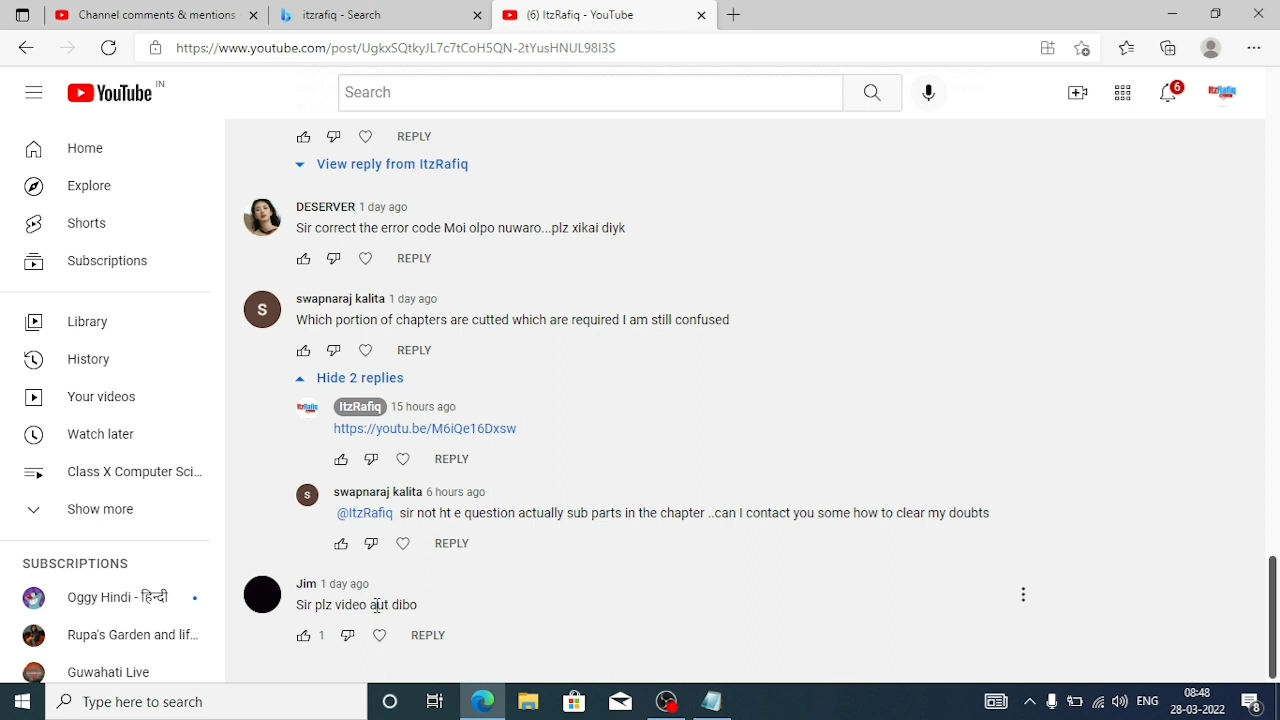 Channel comments & mentions
itzrafiq - Search
(6) ItzRafiq - YouTube
https://www.youtube.com/post/UgkxSQtkyJL7c7tCoH5QN-2tYusHNUL98I3S
YouTube IN
Search
6
ItzRafiq
Home
Explore
Shorts
Subscriptions
Library
History
Your videos
Watch later
Class X Computer Sci...
Show more
SUBSCRIPTIONS
Oggy Hindi - हिन्दी
Rupa's Garden and lif...
Guwahati Live
REPLY
View reply from ItzRafiq
DESERVER 1 day ago
Sir correct the error code Moi olpo nuwaro...plz xikai diyk
REPLY
S
swapnaraj kalita 1 day ago
Which portion of chapters are cutted which are required I am still confused
REPLY
Hide 2 replies
ItzRafiq
ItzRafiq 15 hours ago
https://youtu.be/M6iQe16Dxsw
REPLY
S
swapnaraj kalita 6 hours ago
@ItzRafiq sir not ht e question actually sub parts in the chapter ..can I contact you some how to clear my doubts
REPLY
Jim 1 day ago
Sir plz video aut dibo
1 REPLY
Type here to search
ENG
08:48
28-03-2022
8